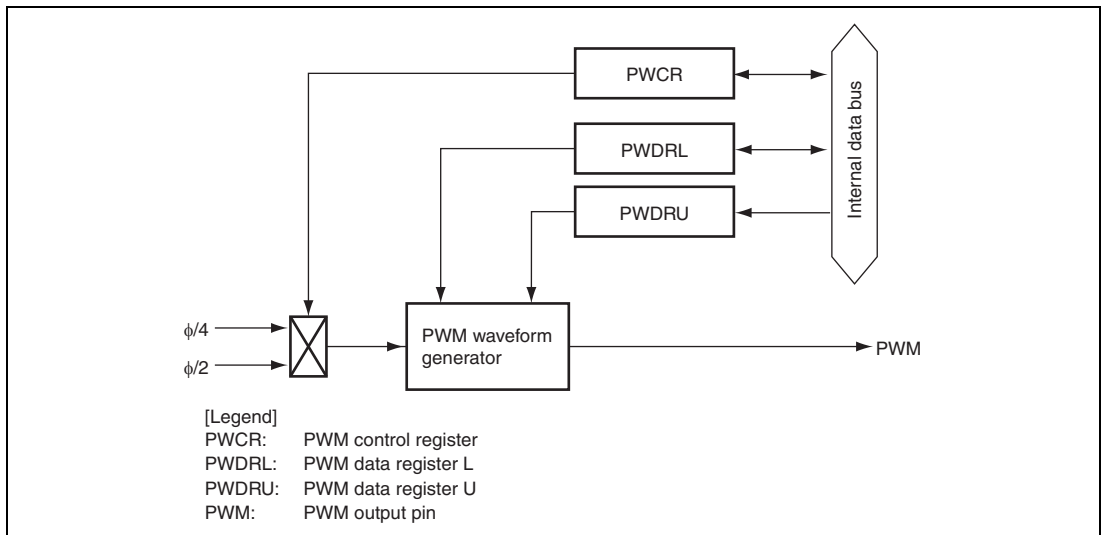 PWCR
PWDRL
PWDRU
Internal data bus
ϕ/4
ϕ/2
PWM waveform
generator
PWM
[Legend]
PWCR: PWM control register
PWDRL: PWM data register L
PWDRU: PWM data register U
PWM: PWM output pin